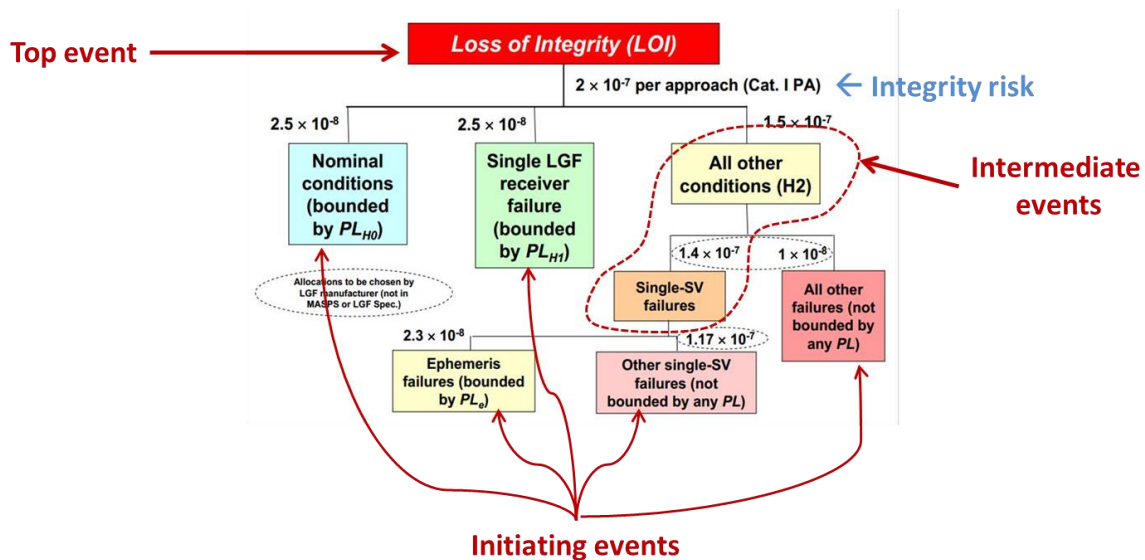 Loss of Integrity (LOI)
Top event
2 × 10⁻⁷ per approach (Cat. I PA)
← Integrity risk
2.5 × 10⁻⁸
2.5 × 10⁻⁸
1.5 × 10⁻⁷
Nominal
conditions
(bounded
by PL_H0)
Single LGF
receiver
failure
(bounded
by PL_H1)
All other
conditions (H2)
Intermediate
events
1.4 × 10⁻⁷
1 × 10⁻⁸
Allocations to be chosen by
LGF manufacturer (not in
MASPS or LGF Spec.)
Single-SV
failures
All other
failures (not
bounded by
any PL)
2.3 × 10⁻⁸
1.17 × 10⁻⁷
Ephemeris
failures (bounded
by PL_e)
Other single-SV
failures (not
bounded by any PL)
Initiating events